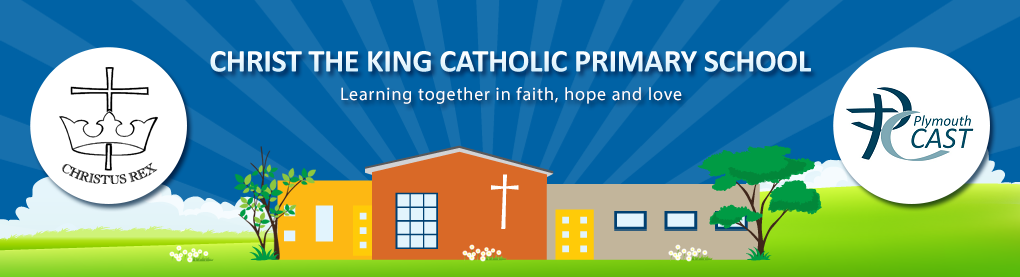 CHRIST THE KING CATHOLIC PRIMARY SCHOOL
Learning together in faith, hope and love
CHRISTUS REX
Plymouth
CAST